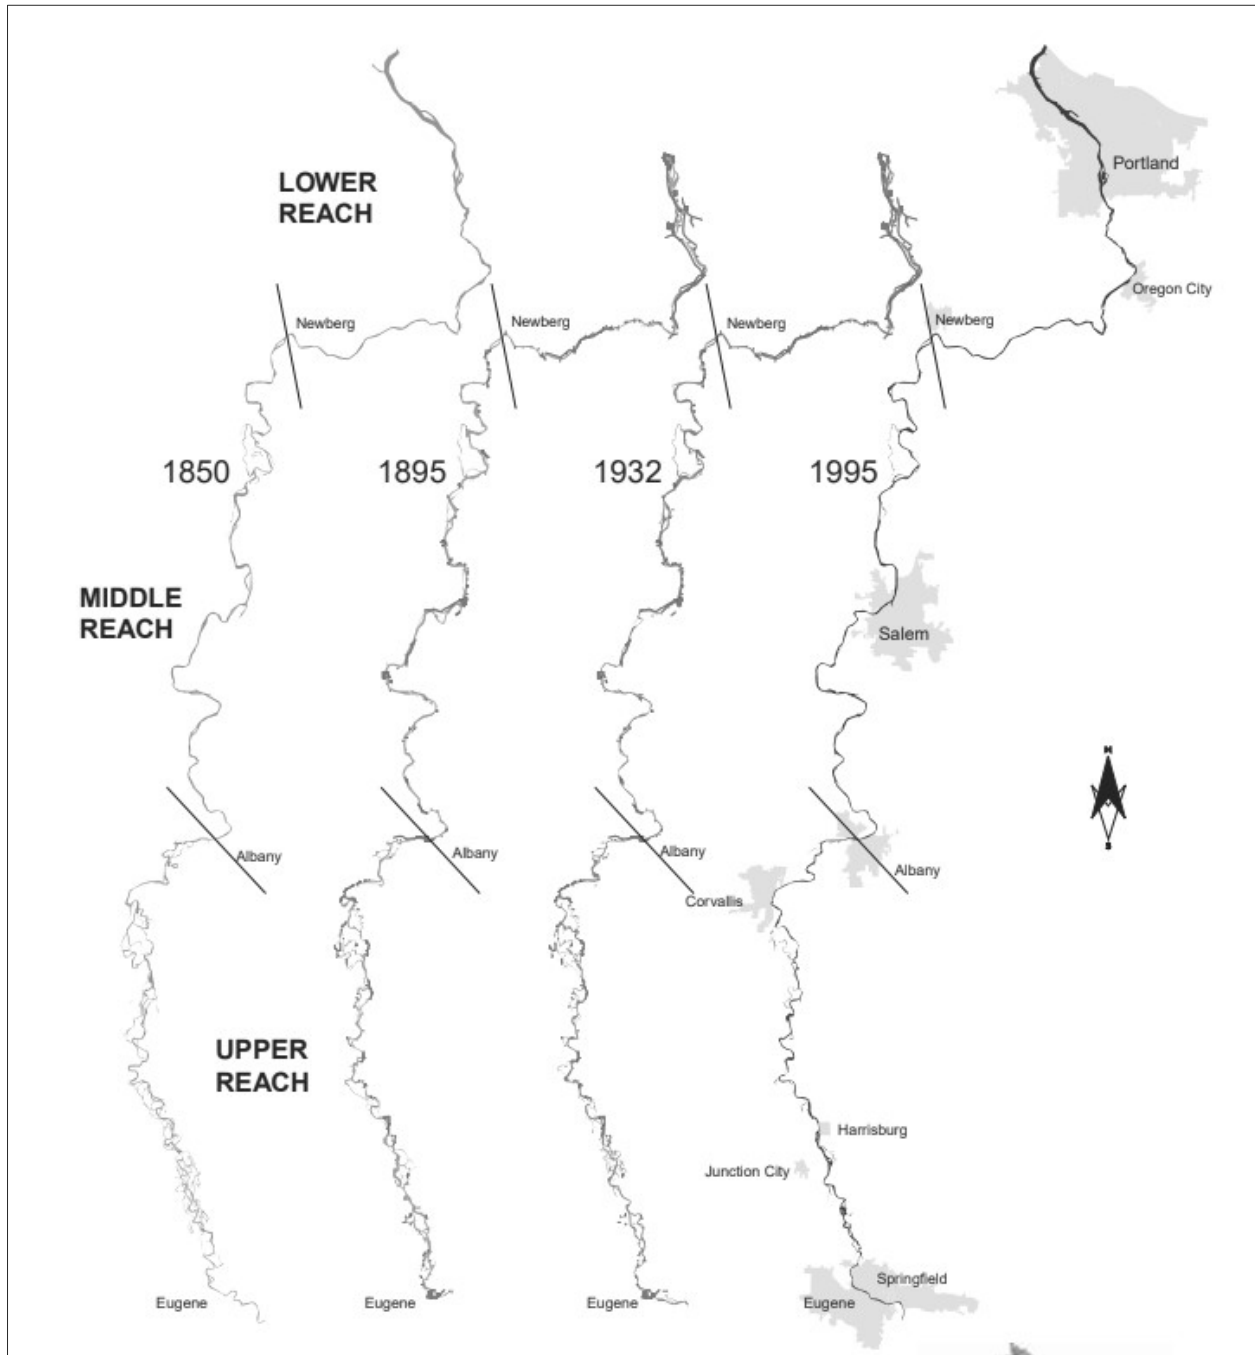 Portland
LOWER
REACH
Oregon City
Newberg
Newberg
Newberg
Newberg
1850
1895
1932
1995
MIDDLE
REACH
Salem
N
S
Albany
Albany
Albany
Albany
Corvallis
UPPER
REACH
Harrisburg
Junction City
Springfield
Eugene
Eugene
Eugene
Eugene